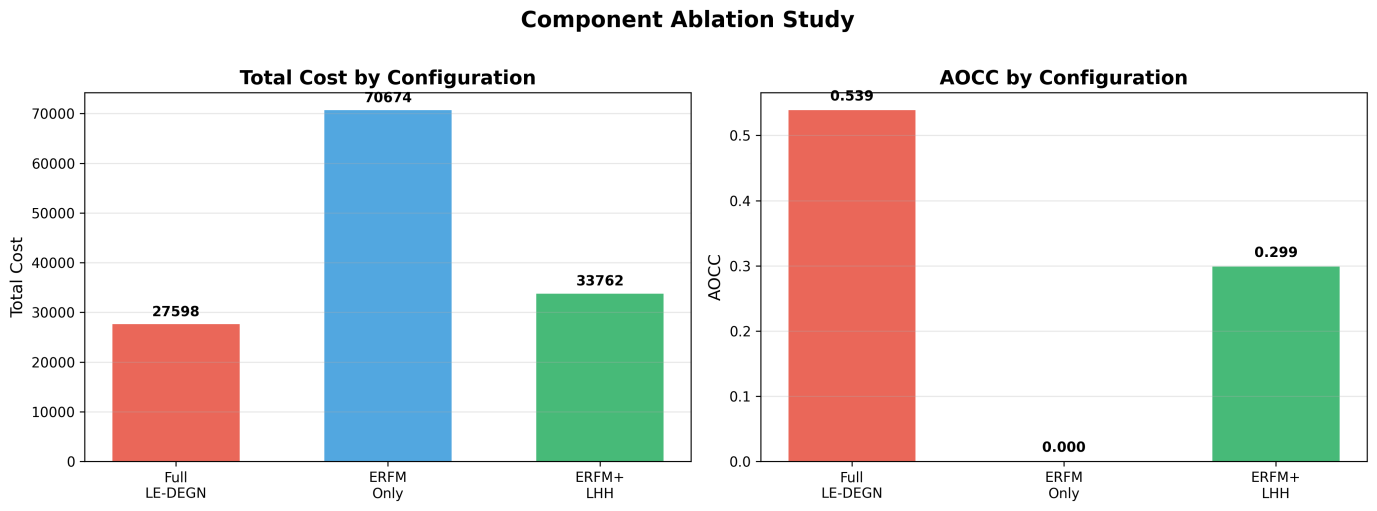 Component Ablation Study
Total Cost by Configuration
70674
70000
60000
50000
40000
30000
20000
10000
0
Total Cost
27598
33762
Full
LE-DEGN
ERFM
Only
ERFM+
LHH
AOCC by Configuration
0.539
0.5
0.4
0.3
0.2
0.1
0.0
AOCC
0.299
0.000
Full
LE-DEGN
ERFM
Only
ERFM+
LHH